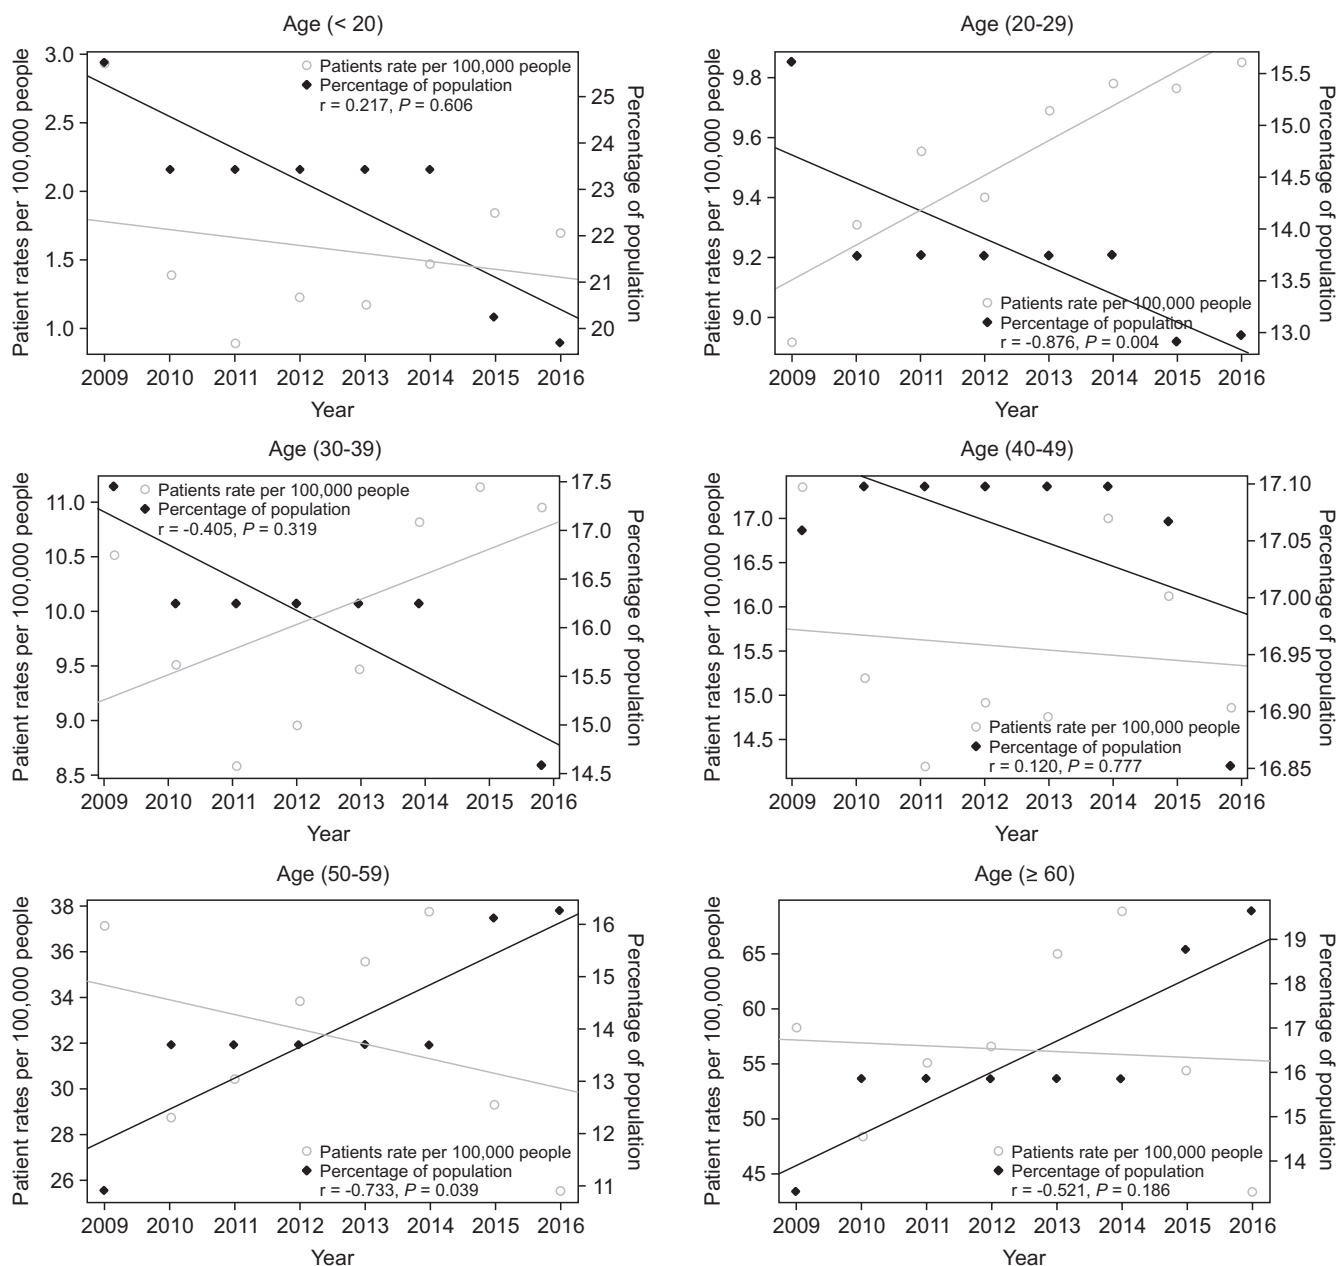 Age (< 20)
Patient rates per 100,000 people
3.0
2.5
2.0
1.5
1.0
Patients rate per 100,000 people
Percentage of population
r = 0.217, P = 0.606
25
24
23
22
21
20
Percentage of population
2009 2010 2011 2012 2013 2014 2015 2016
Year
Age (20-29)
Patient rates per 100,000 people
9.8
9.6
9.4
9.2
9.0
Patients rate per 100,000 people
Percentage of population
r = -0.876, P = 0.004
15.5
15.0
14.5
14.0
13.5
13.0
Percentage of population
2009 2010 2011 2012 2013 2014 2015 2016
Year
Age (30-39)
Patient rates per 100,000 people
11.0
10.5
10.0
9.5
9.0
8.5
Patients rate per 100,000 people
Percentage of population
r = -0.405, P = 0.319
17.5
17.0
16.5
16.0
15.5
15.0
14.5
Percentage of population
2009 2010 2011 2012 2013 2014 2015 2016
Year
Age (40-49)
Patient rates per 100,000 people
17.0
16.5
16.0
15.5
15.0
14.5
Patients rate per 100,000 people
Percentage of population
r = 0.120, P = 0.777
17.10
17.05
17.00
16.95
16.90
16.85
Percentage of population
2009 2010 2011 2012 2013 2014 2015 2016
Year
Age (50-59)
Patient rates per 100,000 people
38
36
34
32
30
28
26
Patients rate per 100,000 people
Percentage of population
r = -0.733, P = 0.039
16
15
14
13
12
11
Percentage of population
2009 2010 2011 2012 2013 2014 2015 2016
Year
Age (≥ 60)
Patient rates per 100,000 people
65
60
55
50
45
Patients rate per 100,000 people
Percentage of population
r = -0.521, P = 0.186
19
18
17
16
15
14
Percentage of population
2009 2010 2011 2012 2013 2014 2015 2016
Year